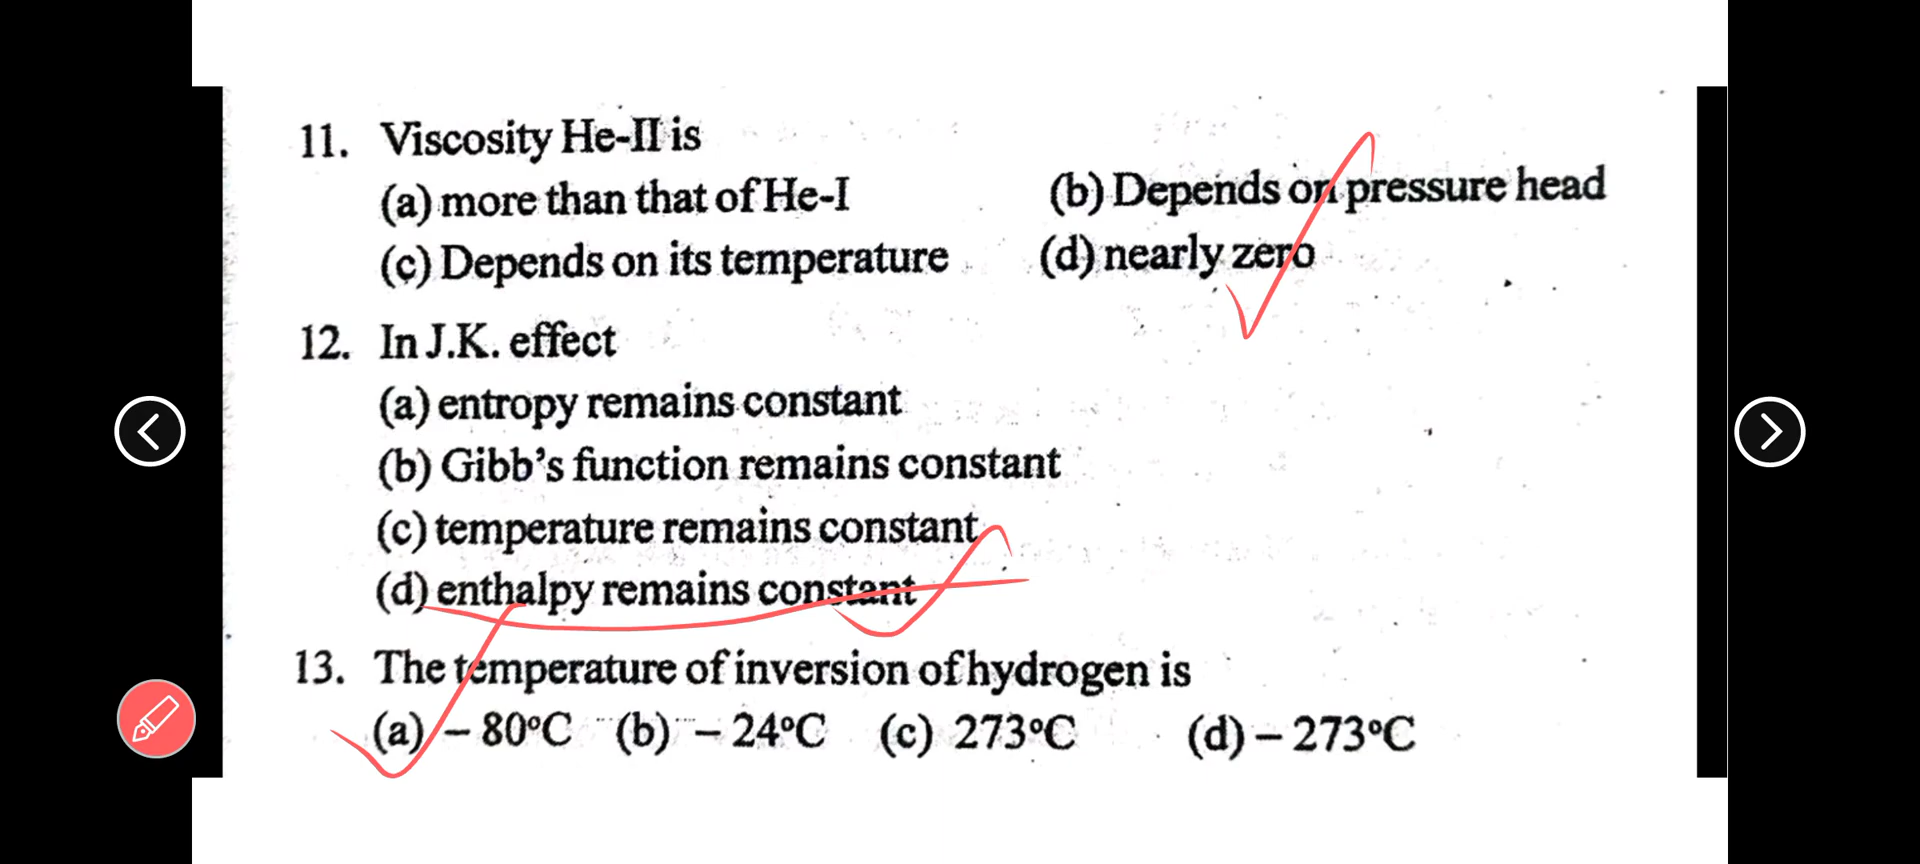 11. Viscosity He-II is
(a) more than that of He-I (b) Depends on pressure head
(c) Depends on its temperature (d) nearly zero
12. In J.K. effect
(a) entropy remains constant
(b) Gibb's function remains constant
(c) temperature remains constant
(d) enthalpy remains constant
13. The temperature of inversion of hydrogen is
(a) – 80°C (b) – 24°C (c) 273°C (d) – 273°C